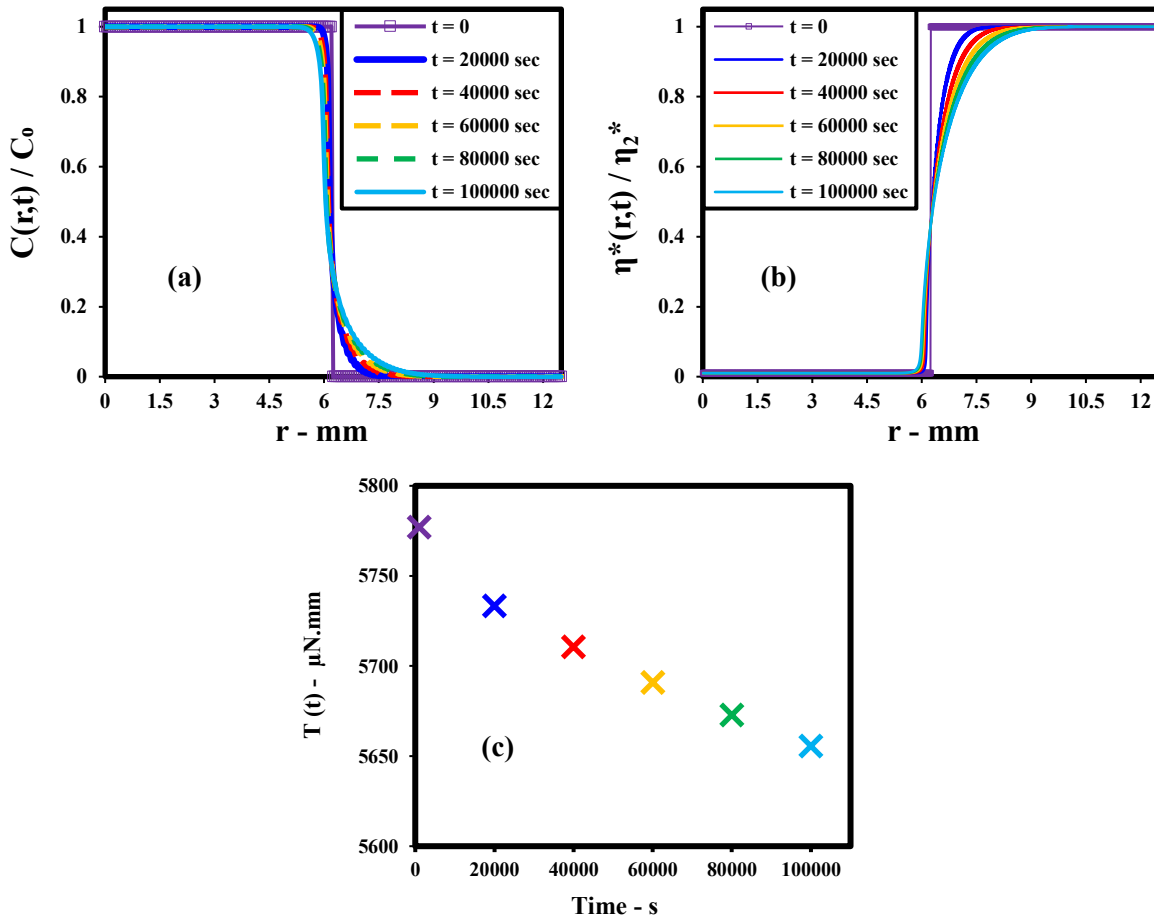 C(r,t) / Co
1
0.8
0.6
0.4
0.2
0
t = 0
t = 20000 sec
t = 40000 sec
t = 60000 sec
t = 80000 sec
t = 100000 sec
(a)
0 1.5 3 4.5 6 7.5 9 10.5 12
r - mm
η*(r,t) / η2*
1
0.8
0.6
0.4
0.2
0
t = 0
t = 20000 sec
t = 40000 sec
t = 60000 sec
t = 80000 sec
t = 100000 sec
(b)
0 1.5 3 4.5 6 7.5 9 10.5 12
r - mm
T (t) - μN.mm
5800
5750
5700
5650
5600
(c)
0 20000 40000 60000 80000 100000
Time - s